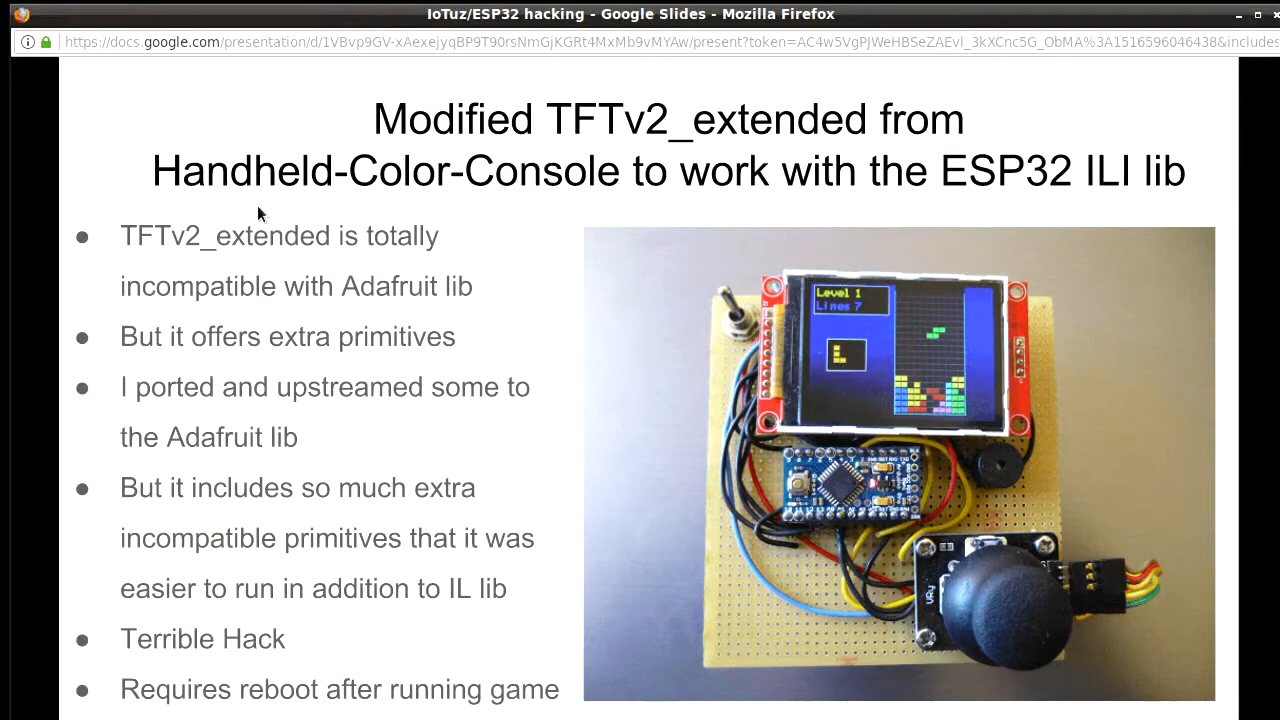 IoTuz/ESP32 hacking - Google Slides - Mozilla Firefox
https://docs.google.com/presentation/d/1VBvp9GV-xAexejyqBP9T90rsNmGjKGRt4MxMb9vMYAw/present?token=AC4w5VgPJWeHBSeZAEvl_3kXCnc5G_ObMA%3A1516596046438&includes
Modified TFTv2_extended from
Handheld-Color-Console to work with the ESP32 ILI lib
● TFTv2_extended is totally
incompatible with Adafruit lib
● But it offers extra primitives
● I ported and upstreamed some to
the Adafruit lib
● But it includes so much extra
incompatible primitives that it was
easier to run in addition to IL lib
● Terrible Hack
● Requires reboot after running game
Level 1
Lines 7
VRy